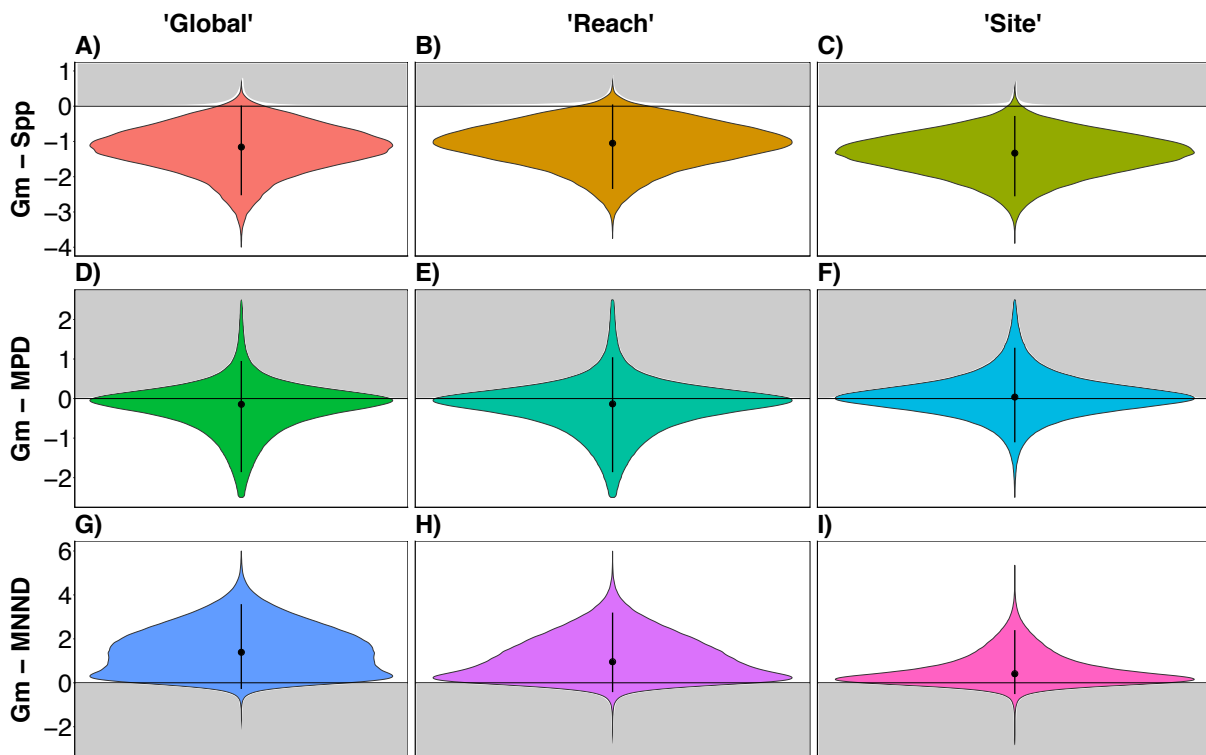 'Global' 'Reach' 'Site'
A) B) C)
Gm − Spp
1
0
−1
−2
−3
−4
D) E) F)
Gm − MPD
2
1
0
−1
−2
G) H) I)
Gm − MNND
6
4
2
0
−2